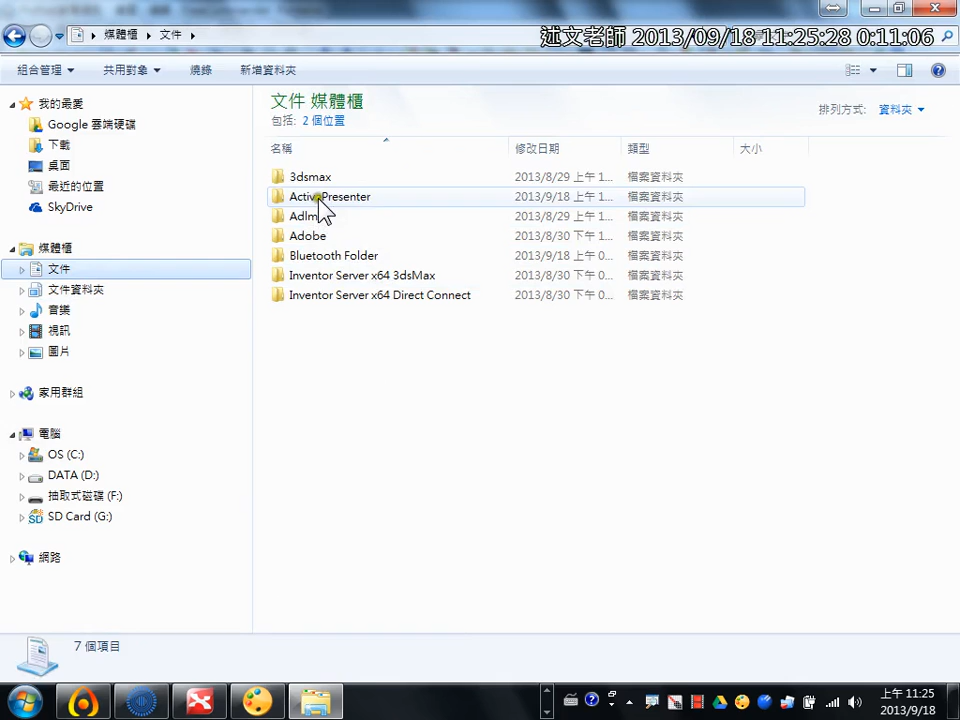 媒體櫃 ▸ 文件 ▸
述文老師 2013/09/18 11:25:28 0:11:06
組合管理 共用對象 燒錄 新增資料夾
我的最愛
Google 雲端硬碟
下載
桌面
最近的位置
SkyDrive
媒體櫃
文件
文件資料夾
音樂
視訊
圖片
家用群組
電腦
OS (C:)
DATA (D:)
抽取式磁碟 (F:)
SD Card (G:)
網路
文件 媒體櫃
包括: 2 個位置
排列方式: 資料夾
名稱 修改日期 類型 大小
3dsmax 2013/8/29 上午 1... 檔案資料夾
ActivePresenter 2013/9/18 上午 1... 檔案資料夾
Adlm 2013/8/29 上午 1... 檔案資料夾
Adobe 2013/8/30 下午 1... 檔案資料夾
Bluetooth Folder 2013/9/18 上午 0... 檔案資料夾
Inventor Server x64 3dsMax 2013/8/30 下午 0... 檔案資料夾
Inventor Server x64 Direct Connect 2013/8/30 下午 0... 檔案資料夾
7 個項目
上午 11:25
2013/9/18